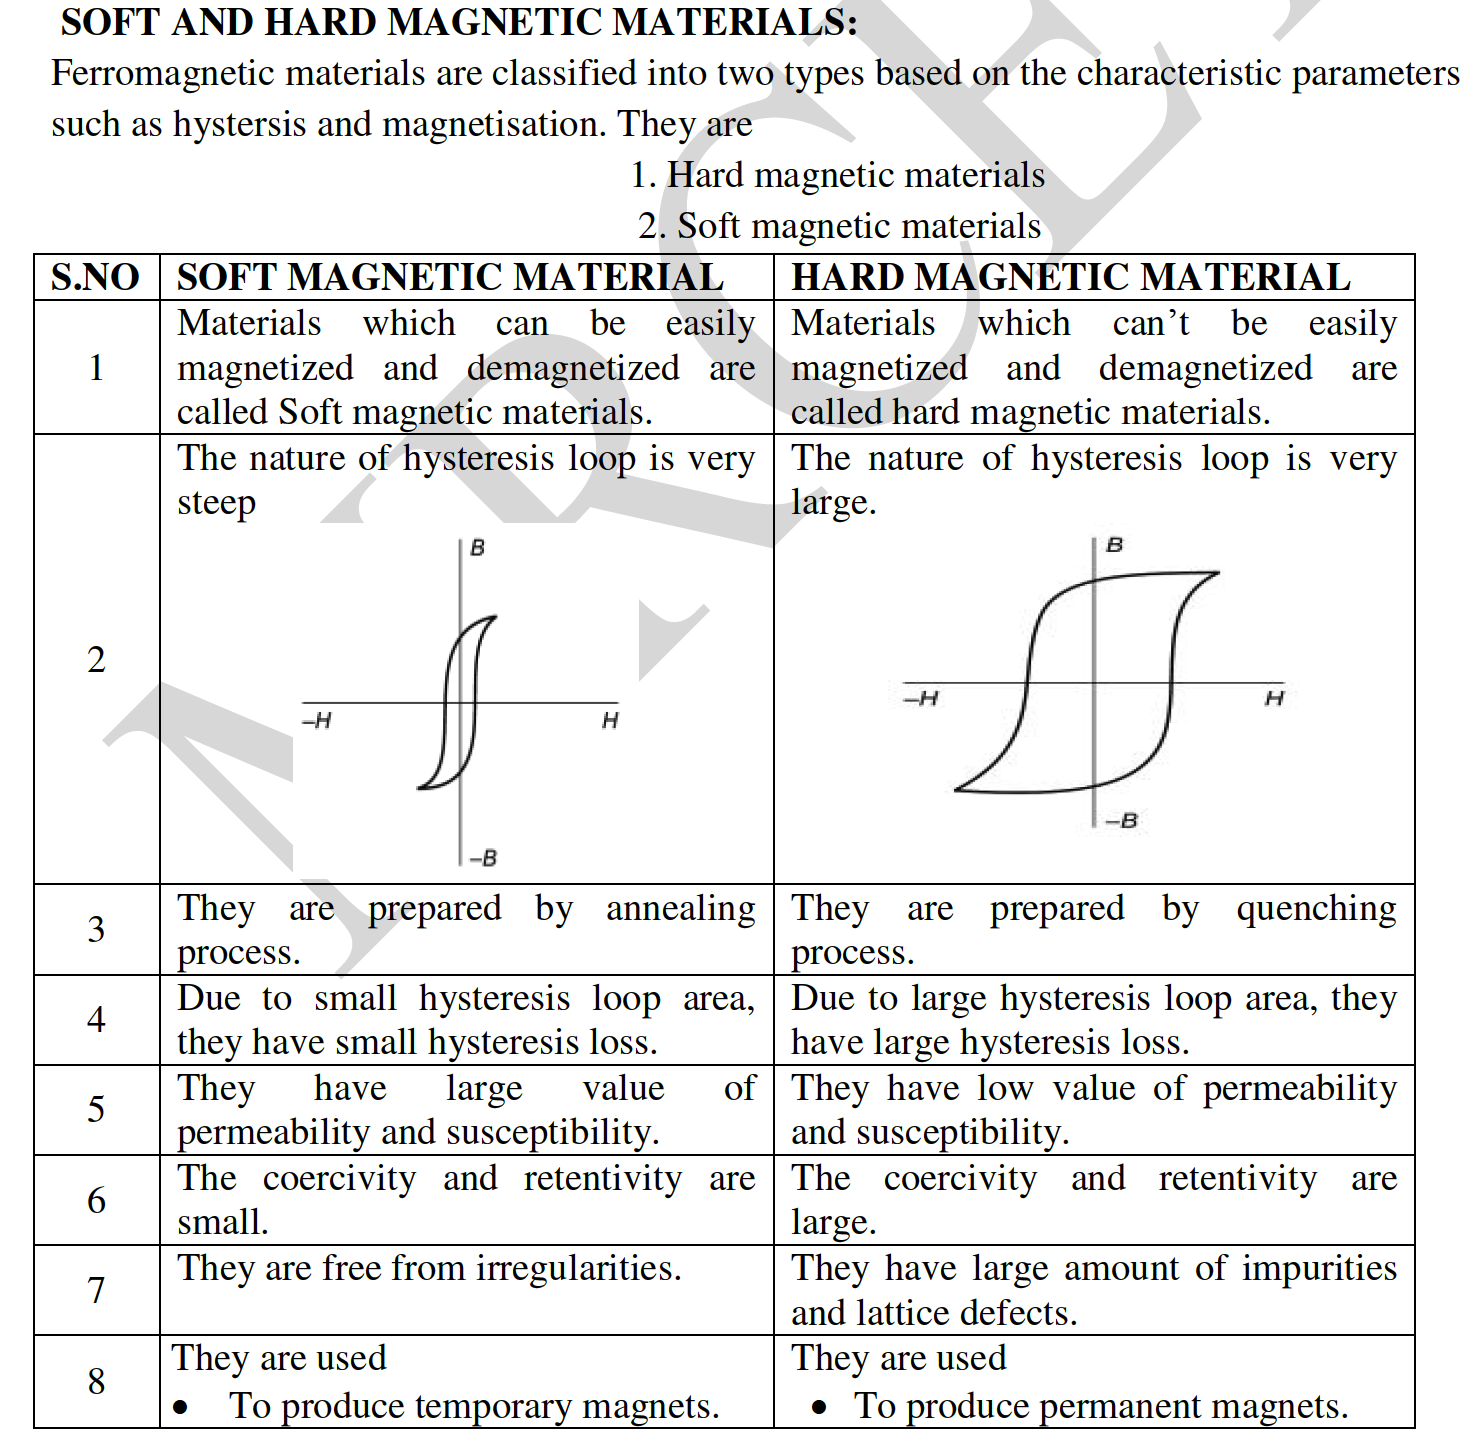 SOFT AND HARD MAGNETIC MATERIALS:
Ferromagnetic materials are classified into two types based on the characteristic parameters
such as hystersis and magnetisation. They are
1. Hard magnetic materials
2. Soft magnetic materials
S.NO SOFT MAGNETIC MATERIAL HARD MAGNETIC MATERIAL
1
Materials which can be easily
magnetized and demagnetized are
called Soft magnetic materials.
Materials which can't be easily
magnetized and demagnetized are
called hard magnetic materials.
2
The nature of hysteresis loop is very
steep
B
–H
H
–B
The nature of hysteresis loop is very
large.
B
–H
H
–B
3
They are prepared by annealing
process.
They are prepared by quenching
process.
4
Due to small hysteresis loop area,
they have small hysteresis loss.
Due to large hysteresis loop area, they
have large hysteresis loss.
5
They have large value of
permeability and susceptibility.
They have low value of permeability
and susceptibility.
6
The coercivity and retentivity are
small.
The coercivity and retentivity are
large.
7
They are free from irregularities.
They have large amount of impurities
and lattice defects.
8
They are used
• To produce temporary magnets.
They are used
• To produce permanent magnets.